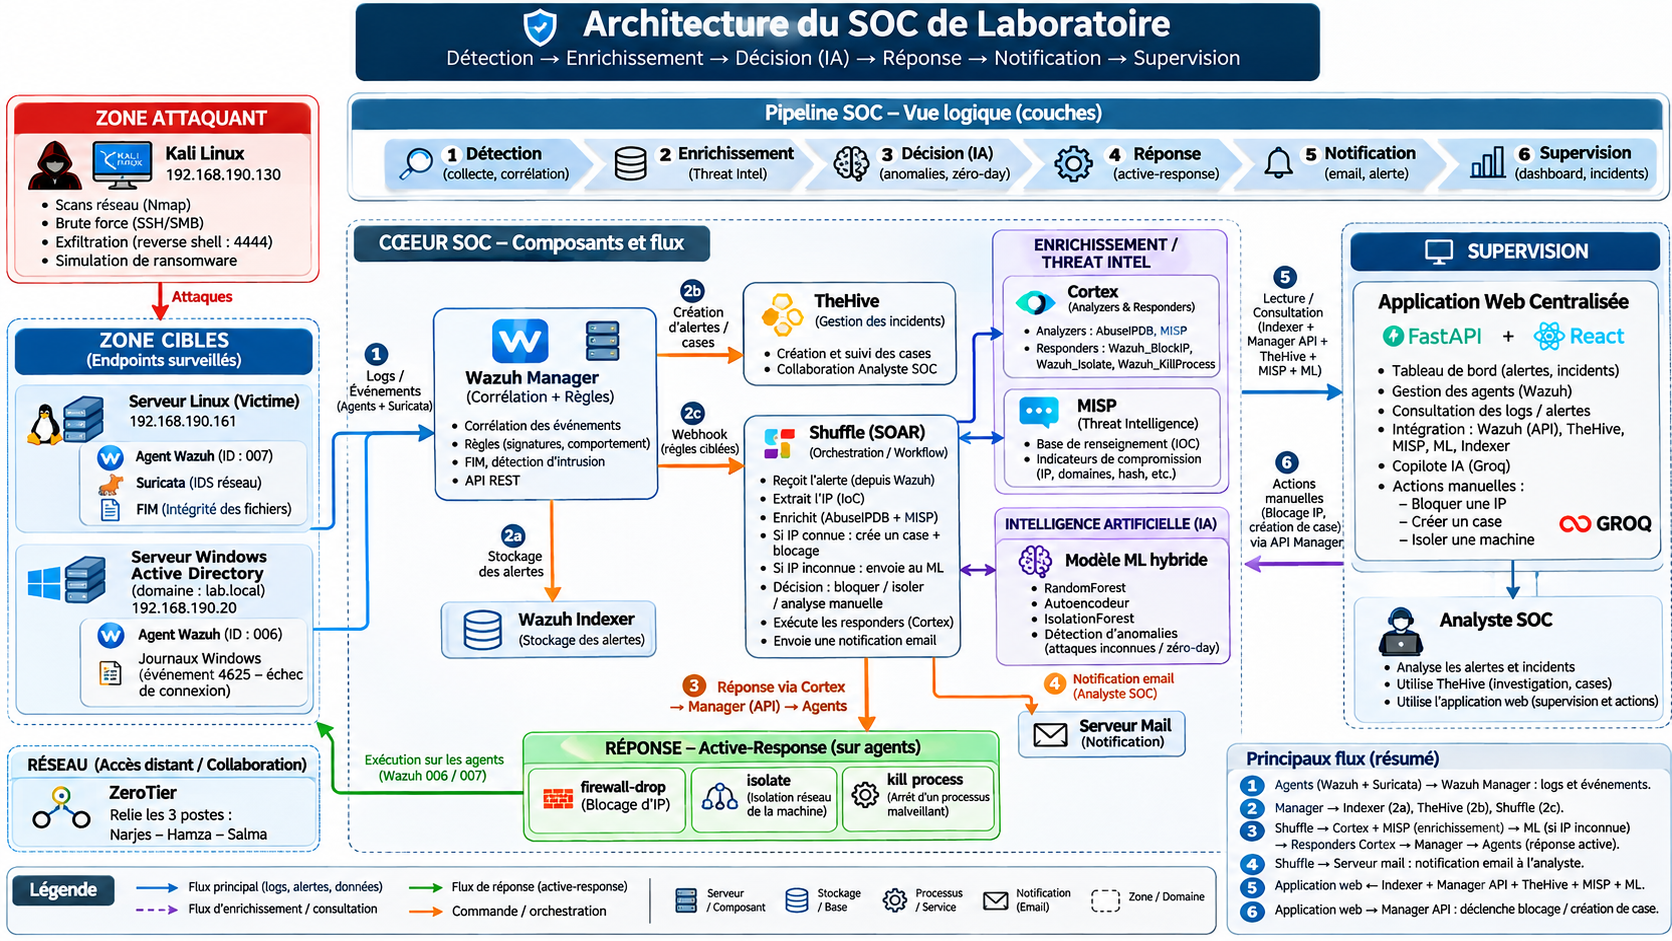 Architecture du SOC de Laboratoire
Détection → Enrichissement → Décision (IA) → Réponse → Notification → Supervision
ZONE ATTAQUANT
Kali Linux
192.168.190.130
• Scans réseau (Nmap)
• Brute force (SSH/SMB)
• Exfiltration (reverse shell : 4444)
• Simulation de ransomware
Attaques
Pipeline SOC – Vue logique (couches)
1 Détection
(collecte, corrélation)
2 Enrichissement
(Threat Intel)
3 Décision (IA)
(anomalies, zéro-day)
4 Réponse
(active-response)
5 Notification
(email, alerte)
6 Supervision
(dashboard, incidents)
ZONE CIBLES
(Endpoints surveillés)
Serveur Linux (Victime)
192.168.190.161
Agent Wazuh (ID : 007)
Suricata (IDS réseau)
FIM (Intégrité des fichiers)
Serveur Windows
Active Directory
(domaine : lab.local)
192.168.190.20
Agent Wazuh (ID : 006)
Journaux Windows
(événement 4625 – échec
de connexion)
RÉSEAU (Accès distant / Collaboration)
ZeroTier
Relie les 3 postes :
Narjes – Hamza – Salma
CŒEUR SOC – Composants et flux
1
Logs /
Événements
(Agents + Suricata)
W
Wazuh Manager
(Corrélation + Règles)
• Corrélation des événements
• Règles (signatures, comportement)
• FIM, détection d'intrusion
• API REST
2a
Stockage
des alertes
Wazuh Indexer
(Stockage des alertes)
2b
Création
d'alertes /
cases
2c
Webhook
(règles ciblées)
TheHive
(Gestion des incidents)
• Création et suivi des cases
• Collaboration Analyste SOC
Shuffle (SOAR)
(Orchestration / Workflow)
• Reçoit l'alerte (depuis Wazuh)
• Extrait l'IP (IoC)
• Enrichit (AbuseIPDB + MISP)
• Si IP connue : crée un case +
blocage
• Si IP inconnue : envoie au ML
• Décision : bloquer / isoler
/ analyse manuelle
• Exécute les responders (Cortex)
• Envoie une notification email
ENRICHISSEMENT /
THREAT INTEL
Cortex
(Analyzers & Responders)
• Analyzers : AbuseIPDB, MISP
• Responders : Wazuh_BlockIP,
Wazuh_Isolate, Wazuh_KillProcess
MISP
(Threat Intelligence)
• Base de renseignement (IOC)
• Indicateurs de compromission
(IP, domaines, hash, etc.)
INTELLIGENCE ARTIFICIELLE (IA)
Modèle ML hybride
• RandomForest
• Autoencodeur
• IsolationForest
• Détection d'anomalies
(attaques inconnues / zéro-day)
3 Réponse via Cortex
→ Manager (API) → Agents
4 Notification email
(Analyste SOC)
Serveur Mail
(Notification)
Exécution sur les agents
(Wazuh 006 / 007)
RÉPONSE – Active-Response (sur agents)
firewall-drop
(Blocage d'IP)
isolate
(Isolation réseau
de la machine)
kill process
(Arrêt d'un processus
malveillant)
5
Lecture /
Consultation
(Indexer +
Manager API +
TheHive +
MISP + ML)
6
Actions
manuelles
(Blocage IP,
création de case)
via API Manager
SUPERVISION
Application Web Centralisée
FastAPI + React
• Tableau de bord (alertes, incidents)
• Gestion des agents (Wazuh)
• Consultation des logs / alertes
• Intégration : Wazuh (API), TheHive,
MISP, ML, Indexer
• Copilote IA (Groq)
• Actions manuelles :
– Bloquer une IP
– Créer un case
– Isoler une machine
GROQ
Analyste SOC
• Analyse les alertes et incidents
• Utilise TheHive (investigation, cases)
• Utilise l'application web (supervision et actions)
Principaux flux (résumé)
1 Agents (Wazuh + Suricata) → Wazuh Manager : logs et événements.
2 Manager → Indexer (2a), TheHive (2b), Shuffle (2c).
3 Shuffle → Cortex + MISP (enrichissement) → ML (si IP inconnue)
→ Responders Cortex → Manager → Agents (réponse active).
4 Shuffle → Serveur mail : notification email à l'analyste.
5 Application web ← Indexer + Manager API + TheHive + MISP + ML.
6 Application web → Manager API : déclenche blocage / création de case.
Légende
Flux principal (logs, alertes, données)
Flux d'enrichissement / consultation
Flux de réponse (active-response)
Commande / orchestration
Serveur
/ Composant
Stockage
/ Base
Processus
/ Service
Notification
(Email)
Zone / Domaine